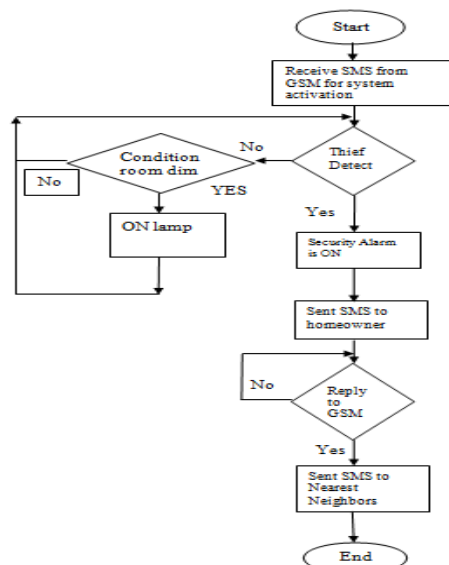 Start
Receive SMS from
GSM for system
activation
Thief
Detect
No
Condition
room dim
No
YES
ON lamp
Yes
Security Alarm
is ON
Sent SMS to
homeowner
Reply
to
GSM
No
Yes
Sent SMS to
Nearest
Neighbors
End